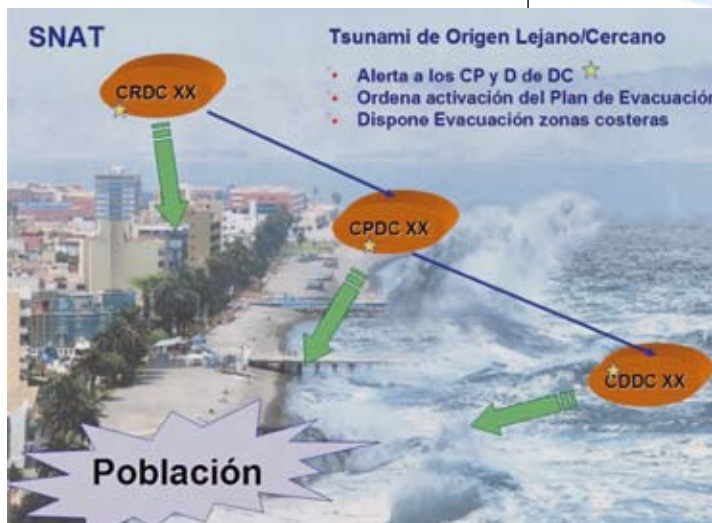 SNAT
Tsunami de Origen Lejano/Cercano
• Alerta a los CP y D de DC
• Ordena activación del Plan de Evacuación
• Dispone Evacuación zonas costeras
CRDC XX
CPDC XX
CDDC XX
Población